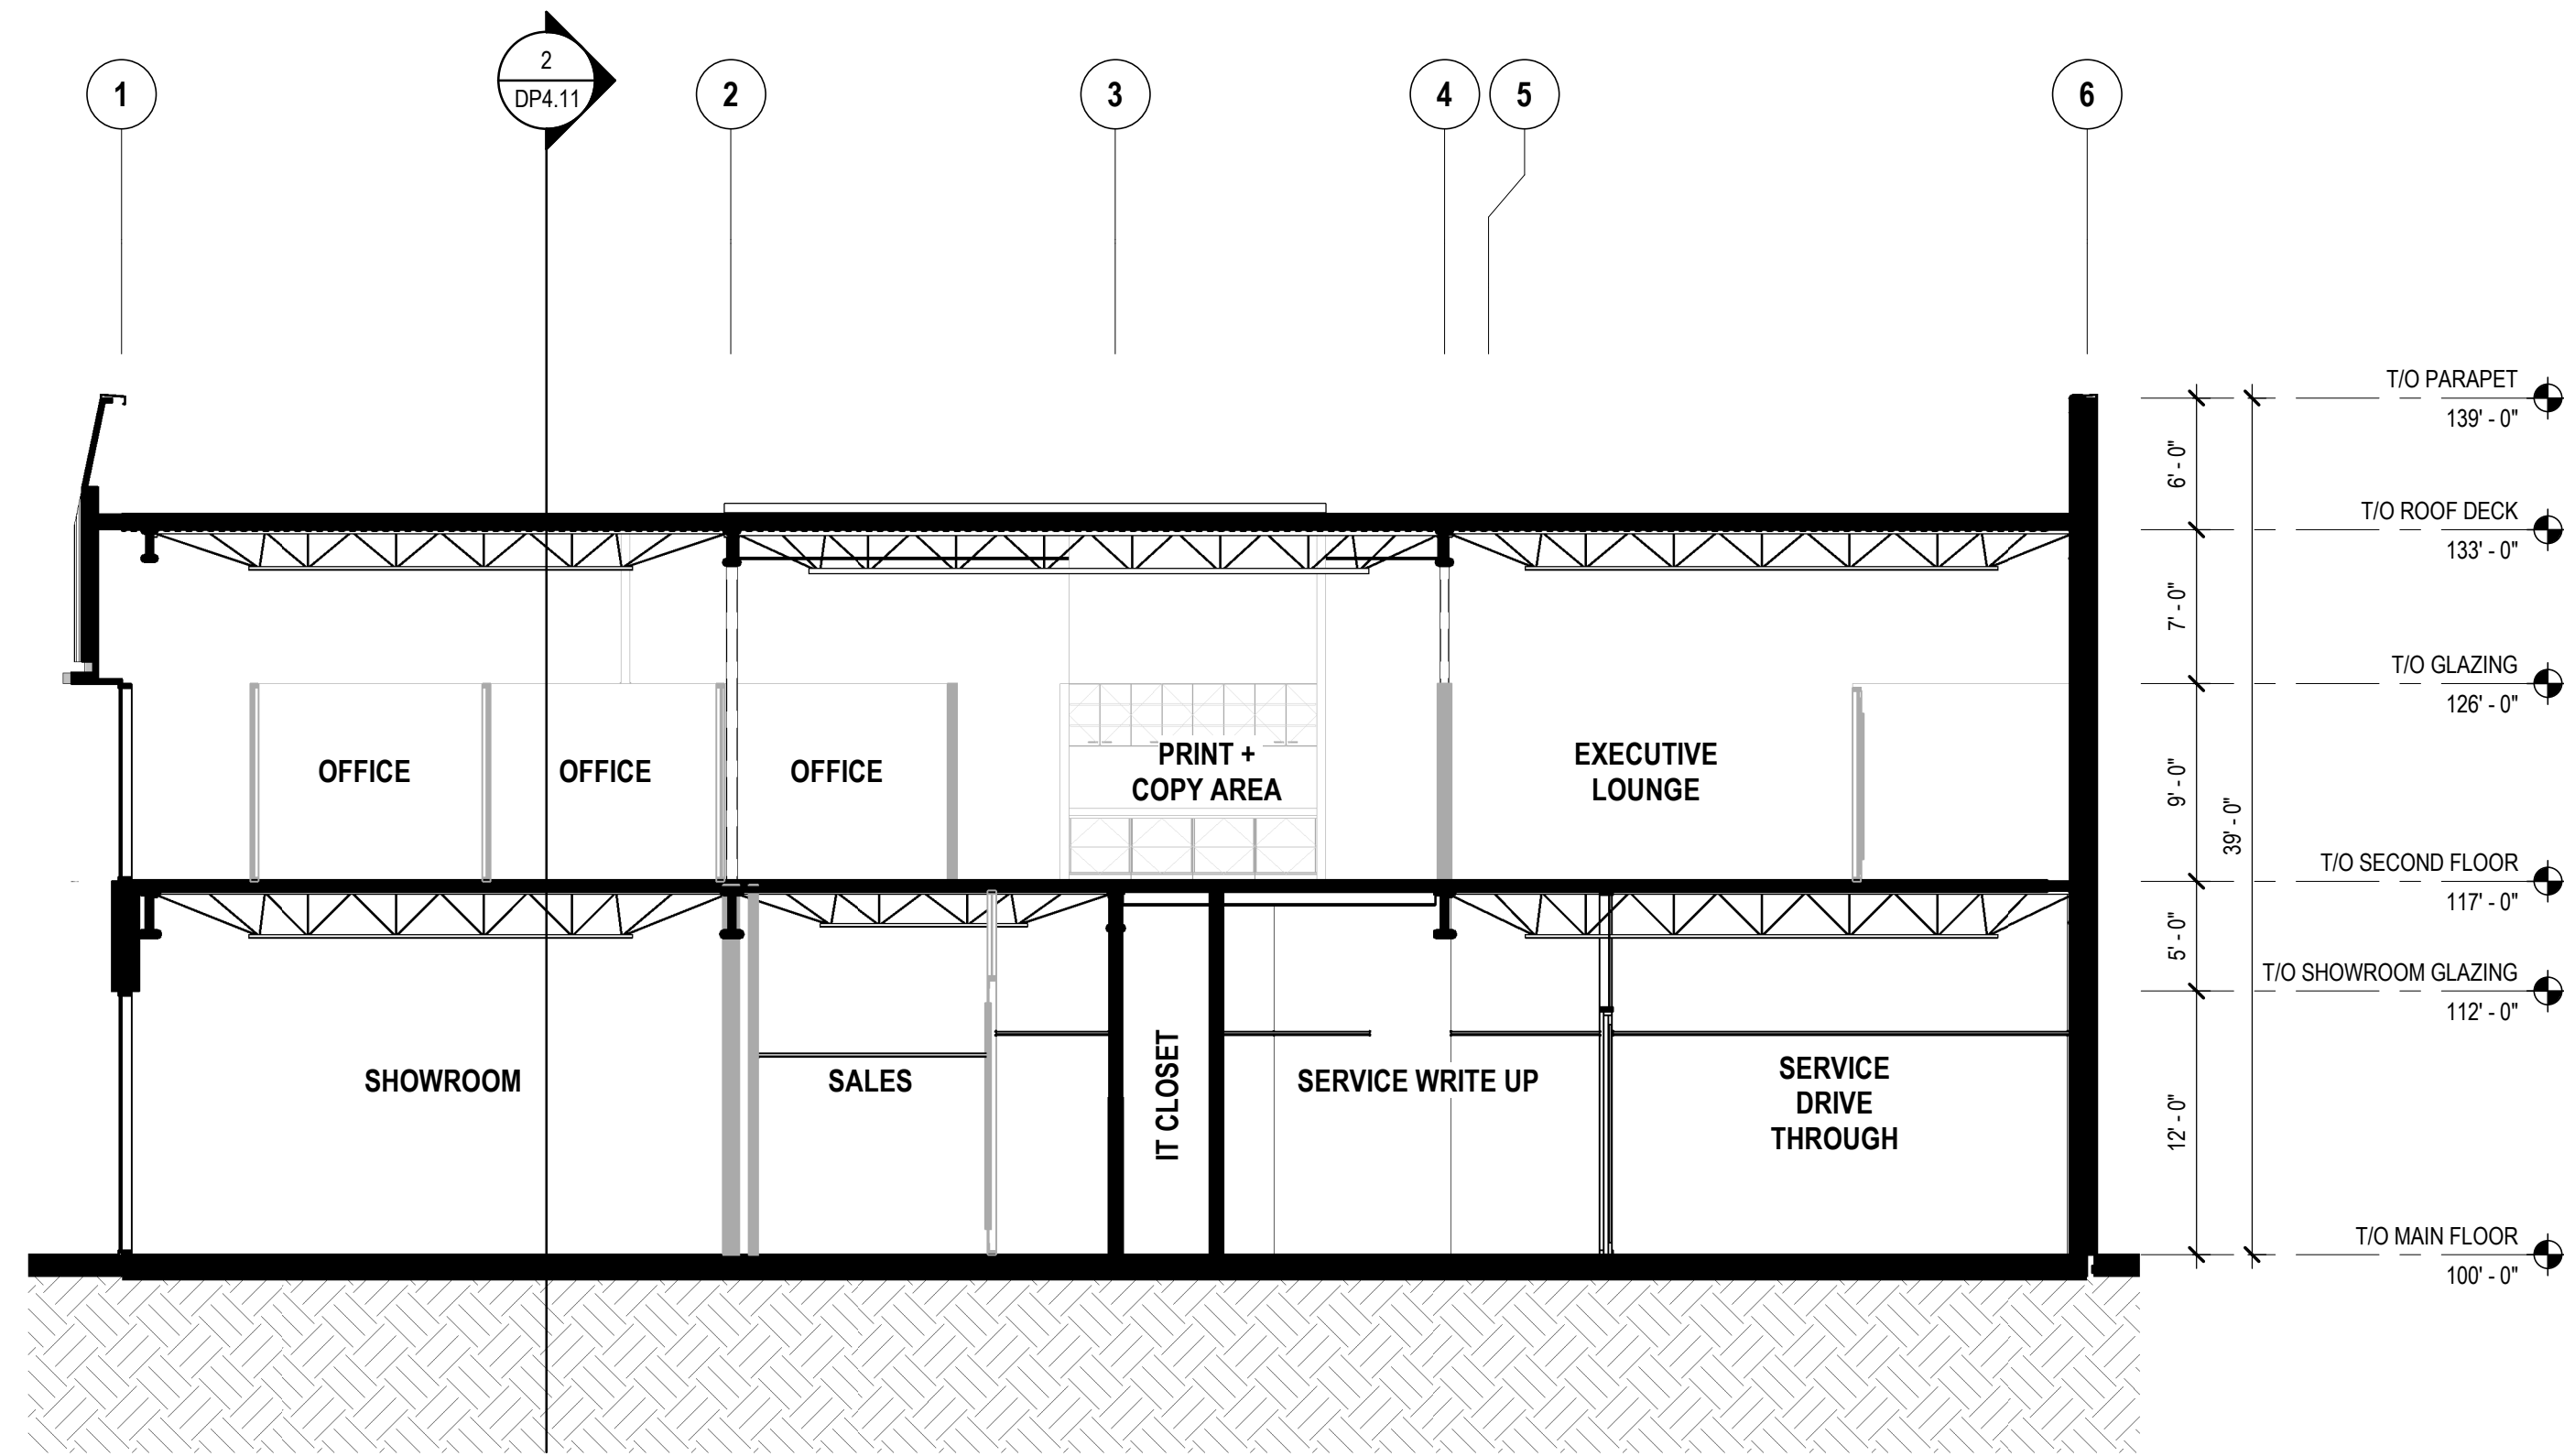 1
2
DP4.11
2
3
4
5
6
T/O PARAPET
139' - 0"
6' - 0"
T/O ROOF DECK
133' - 0"
7' - 0"
T/O GLAZING
126' - 0"
OFFICE
OFFICE
OFFICE
PRINT +
COPY AREA
EXECUTIVE
LOUNGE
9' - 0"
39' - 0"
T/O SECOND FLOOR
117' - 0"
5' - 0"
T/O SHOWROOM GLAZING
112' - 0"
SHOWROOM
SALES
IT CLOSET
SERVICE WRITE UP
SERVICE
DRIVE
THROUGH
12' - 0"
T/O MAIN FLOOR
100' - 0"